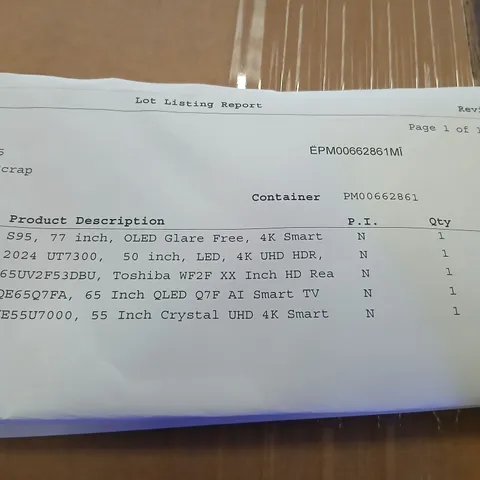 Lot Listing Report
Page 1 of 1
EPM00662861MI
Container PM00662861
Product Description P.I. Qty
S95, 77 inch, OLED Glare Free, 4K Smart N 1
2024 UT7300, 50 inch, LED, 4K UHD HDR, N 1
65UV2F53DBU, Toshiba WF2F XX Inch HD Rea N 1
QE65Q7FA, 65 Inch QLED Q7F AI Smart TV N 1
E55U7000, 55 Inch Crystal UHD 4K Smart N 1